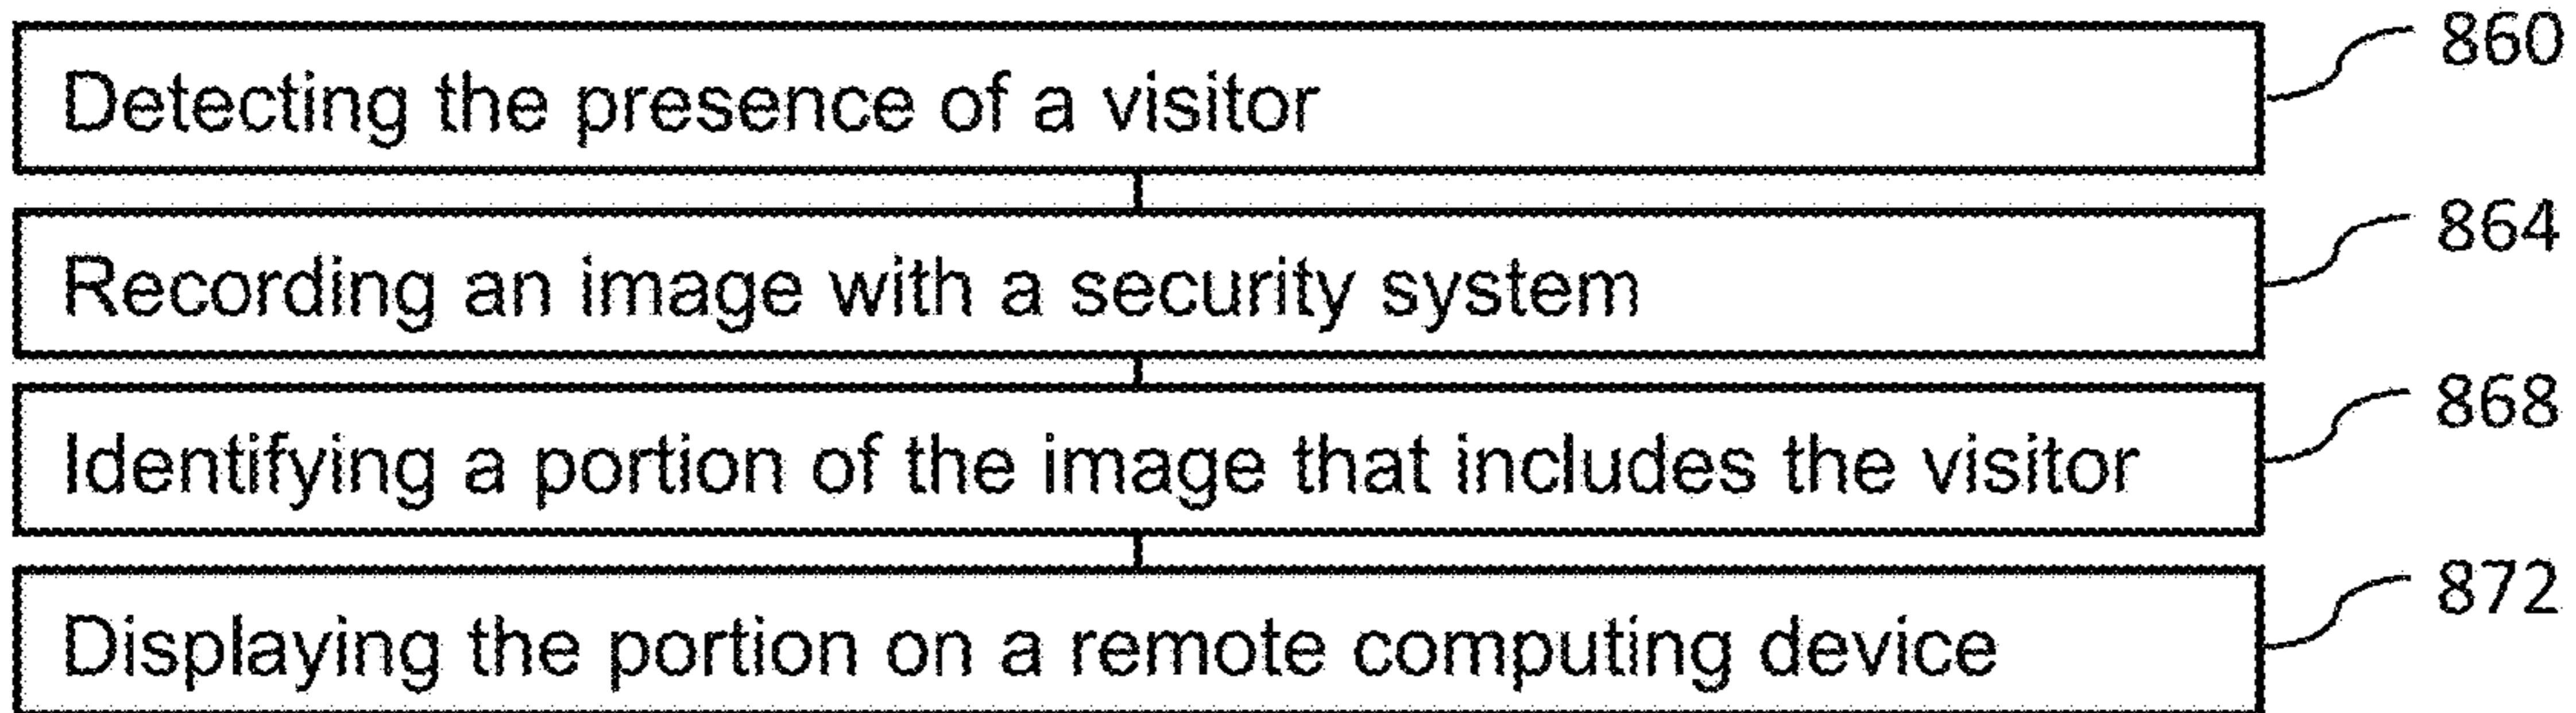 Detecting the presence of a visitor 860
Recording an image with a security system 864
Identifying a portion of the image that includes the visitor 868
Displaying the portion on a remote computing device 872